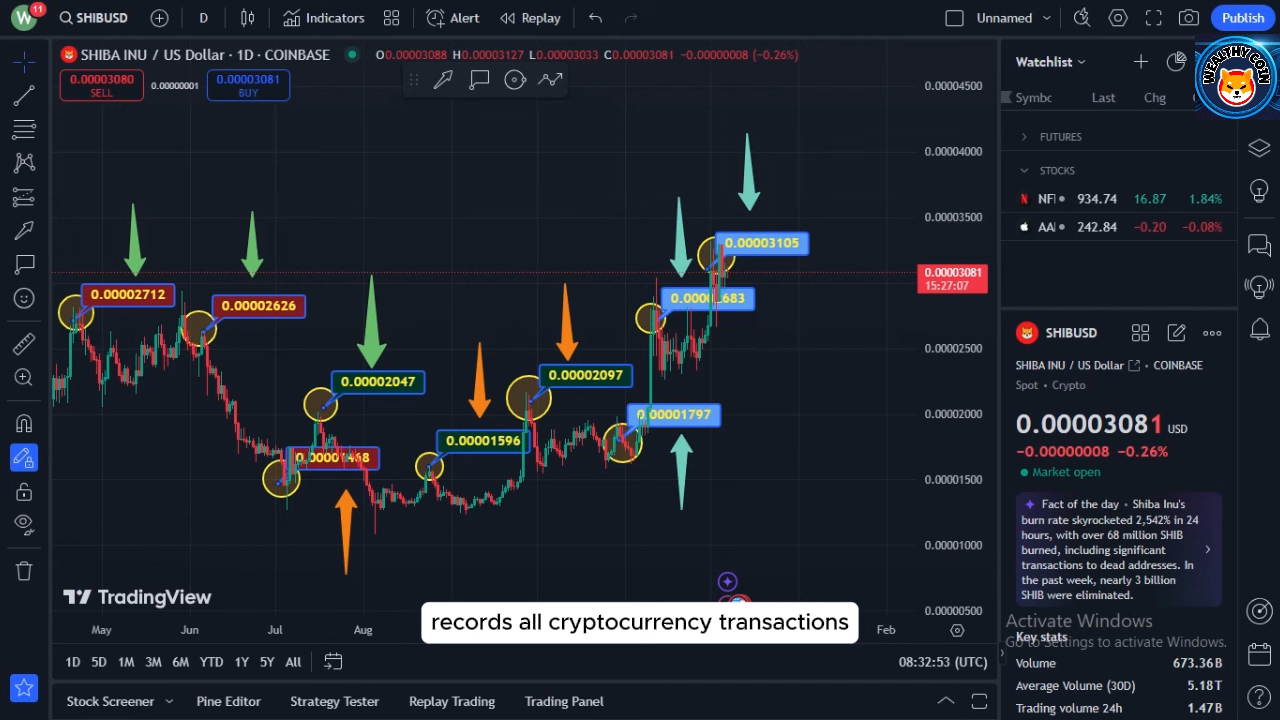 W 11 SHIBUSD D Indicators Alert Replay Unnamed Publish
SHIBA INU / US Dollar · 1D · COINBASE O0.00003088 H0.00003127 L0.00003033 C0.00003081 −0.00000008 (−0.26%)
0.00003080 SELL
0.00000001
0.00003081 BUY
0.00004500
0.00004000
0.00003500
0.00003081
15:27:07
0.00002500
0.00002000
0.00001500
0.00001000
0.00000500
0.00003105
0.00002712
0.00002626
0.00002047
0.00002097
0.00001797
0.00001596
0.00001468
TradingView
May Jun Jul Aug Feb
records all cryptocurrency transactions
1D 5D 1M 3M 6M YTD 1Y 5Y All 08:32:53 (UTC)
Stock Screener Pine Editor Strategy Tester Replay Trading Trading Panel
WEALTHY COIN
Watchlist
Symbc Last Chg
FUTURES
STOCKS
NFI 934.74 16.87 1.84%
AAI 242.84 −0.20 −0.08%
SHIBUSD
SHIBA INU / US Dollar · COINBASE
Spot · Crypto
0.00003081 USD
−0.00000008 −0.26%
Market open
Fact of the day · Shiba Inu's
burn rate skyrocketed 2,542% in 24
hours, with over 68 million SHIB
burned, including significant
transactions to dead addresses. In
the past week, nearly 3 billion
SHIB were eliminated.
Activate Windows
Go to Settings to activate Windows.
Key stats
Volume 673.36B
Average Volume (30D) 5.18T
Trading volume 24h 1.47B